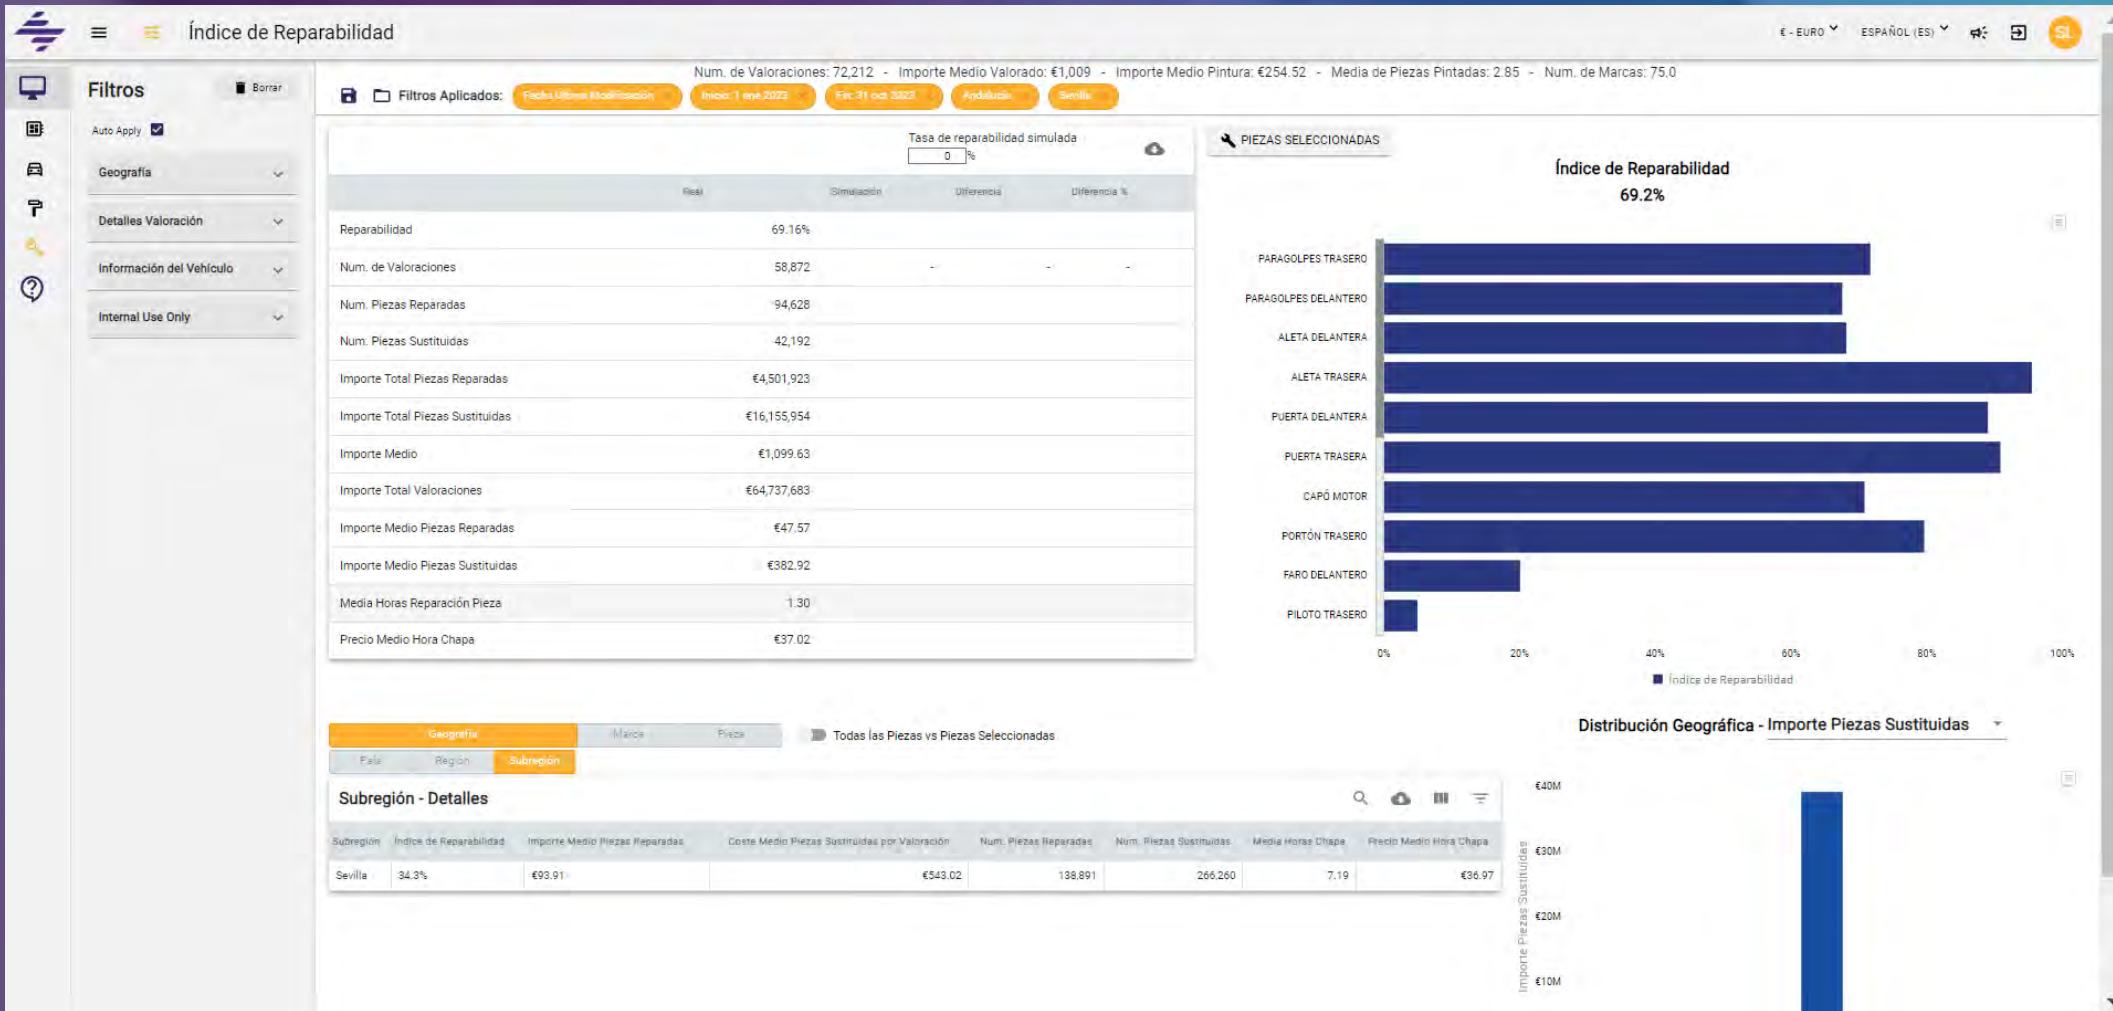 Índice de Reparabilidad
€ - EURO
ESPAÑOL (ES)
SL
Filtros
Borrar
Auto Apply
Geografía
Detalles Valoración
Información del Vehículo
Internal Use Only
Num. de Valoraciones: 72,212 - Importe Medio Valorado: €1,009 - Importe Medio Pintura: €254.52 - Media de Piezas Pintadas: 2.85 - Num. de Marcas: 75.0
Filtros Aplicados: Fecha Última Modificación Inicio: 1 ene 2023 Fin: 31 oct 2023 Andalucía Sevilla
Tasa de reparabilidad simulada
0 %
Real Simulación Diferencia Diferencia %
Reparabilidad 69.16%
Num. de Valoraciones 58,872 - - -
Num. Piezas Reparadas 94,628
Num. Piezas Sustituidas 42,192
Importe Total Piezas Reparadas €4,501,923
Importe Total Piezas Sustituidas €16,155,954
Importe Medio €1,099.63
Importe Total Valoraciones €64,737,683
Importe Medio Piezas Reparadas €47.57
Importe Medio Piezas Sustituidas €382.92
Media Horas Reparación Pieza 1.30
Precio Medio Hora Chapa €37.02
PIEZAS SELECCIONADAS
Índice de Reparabilidad
69.2%
PARAGOLPES TRASERO
PARAGOLPES DELANTERO
ALETA DELANTERA
ALETA TRASERA
PUERTA DELANTERA
PUERTA TRASERA
CAPÓ MOTOR
PORTÓN TRASERO
FARO DELANTERO
PILOTO TRASERO
0% 20% 40% 60% 80% 100%
Índice de Reparabilidad
Geografía Marca Pieza
Todas las Piezas vs Piezas Seleccionadas
País Región Subregión
Subregión - Detalles
Subregión Índice de Reparabilidad Importe Medio Piezas Reparadas Coste Medio Piezas Sustituidas por Valoración Num. Piezas Reparadas Num. Piezas Sustituidas Media Horas Chapa Precio Medio Hora Chapa
Sevilla 34.3% €93.91 €543.02 138,891 266,260 7.19 €36.97
Distribución Geográfica - Importe Piezas Sustituidas
€40M
€30M
€20M
€10M
Importe Piezas Sustituidas